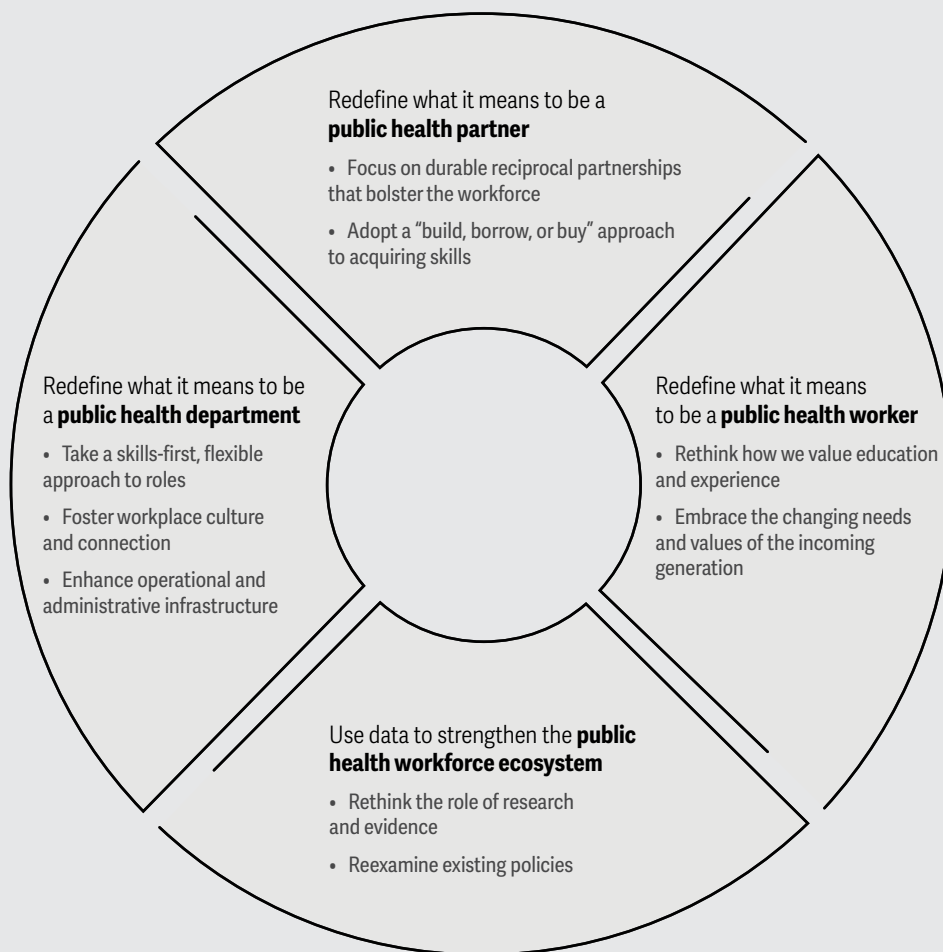 Redefine what it means to be a
public health partner
• Focus on durable reciprocal partnerships
that bolster the workforce
• Adopt a “build, borrow, or buy” approach
to acquiring skills
Redefine what it means to be
a public health department
• Take a skills-first, flexible
approach to roles
• Foster workplace culture
and connection
• Enhance operational and
administrative infrastructure
Redefine what it means
to be a public health worker
• Rethink how we value education
and experience
• Embrace the changing needs
and values of the incoming
generation
Use data to strengthen the public
health workforce ecosystem
• Rethink the role of research
and evidence
• Reexamine existing policies